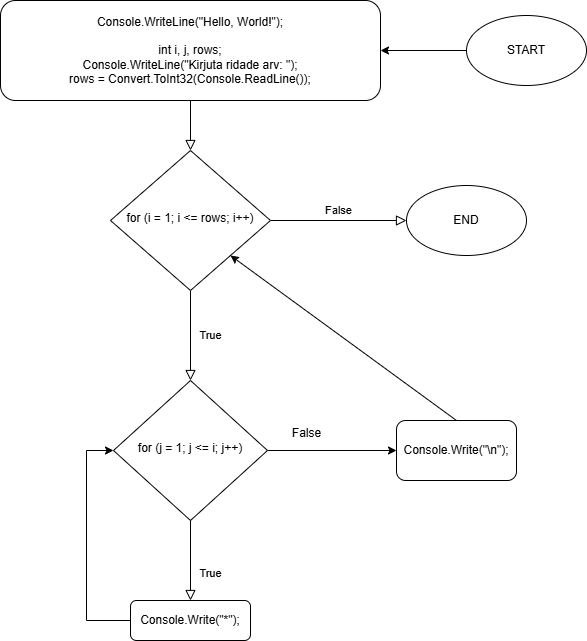 Console.WriteLine("Hello, World!");
START
int i, j, rows;
Console.WriteLine("Kirjuta ridade arv: ");
rows = Convert.ToInt32(Console.ReadLine());
for (i = 1; i <= rows; i++)
False
END
True
for (j = 1; j <= i; j++)
False
Console.Write("\n");
True
Console.Write("*");